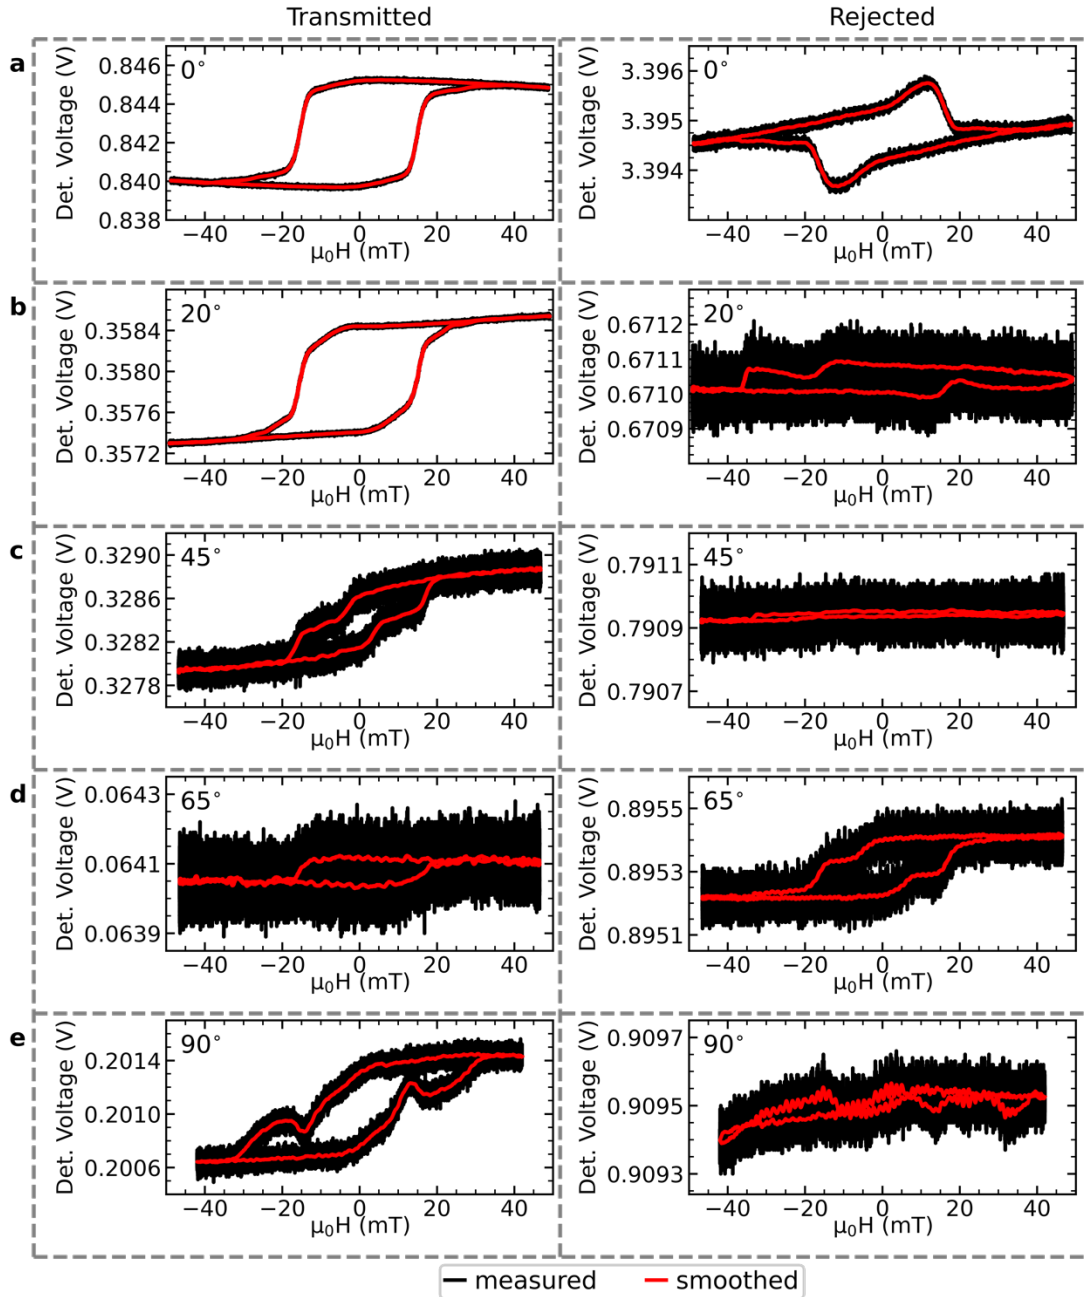 Transmitted
Rejected
a
0°
Det. Voltage (V)
0.846
0.844
0.842
0.840
0.838
−40 −20 0 20 40
μ₀H (mT)
0°
Det. Voltage (V)
3.396
3.395
3.394
−40 −20 0 20 40
μ₀H (mT)
b
20°
Det. Voltage (V)
0.3584
0.3580
0.3576
0.3572
−40 −20 0 20 40
μ₀H (mT)
20°
Det. Voltage (V)
0.6712
0.6711
0.6710
0.6709
−40 −20 0 20 40
μ₀H (mT)
c
45°
Det. Voltage (V)
0.3290
0.3286
0.3282
0.3278
−40 −20 0 20 40
μ₀H (mT)
45°
Det. Voltage (V)
0.7911
0.7909
0.7907
−40 −20 0 20 40
μ₀H (mT)
d
65°
Det. Voltage (V)
0.0643
0.0641
0.0639
−40 −20 0 20 40
μ₀H (mT)
65°
Det. Voltage (V)
0.8955
0.8953
0.8951
−40 −20 0 20 40
μ₀H (mT)
e
90°
Det. Voltage (V)
0.2014
0.2010
0.2006
−40 −20 0 20 40
μ₀H (mT)
90°
Det. Voltage (V)
0.9097
0.9095
0.9093
−40 −20 0 20 40
μ₀H (mT)
measured smoothed